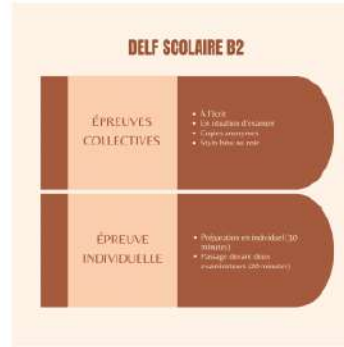 DELF SCOLAIRE B2
ÉPREUVES
COLLECTIVES
• À l'écrit
• En situation d'examen
• Copies anonymes
• Stylo bleu ou noir
ÉPREUVE
INDIVIDUELLE
• Préparation en individuel (30
minutes)
• Passage devant deux
examinateurs (20 minutes)